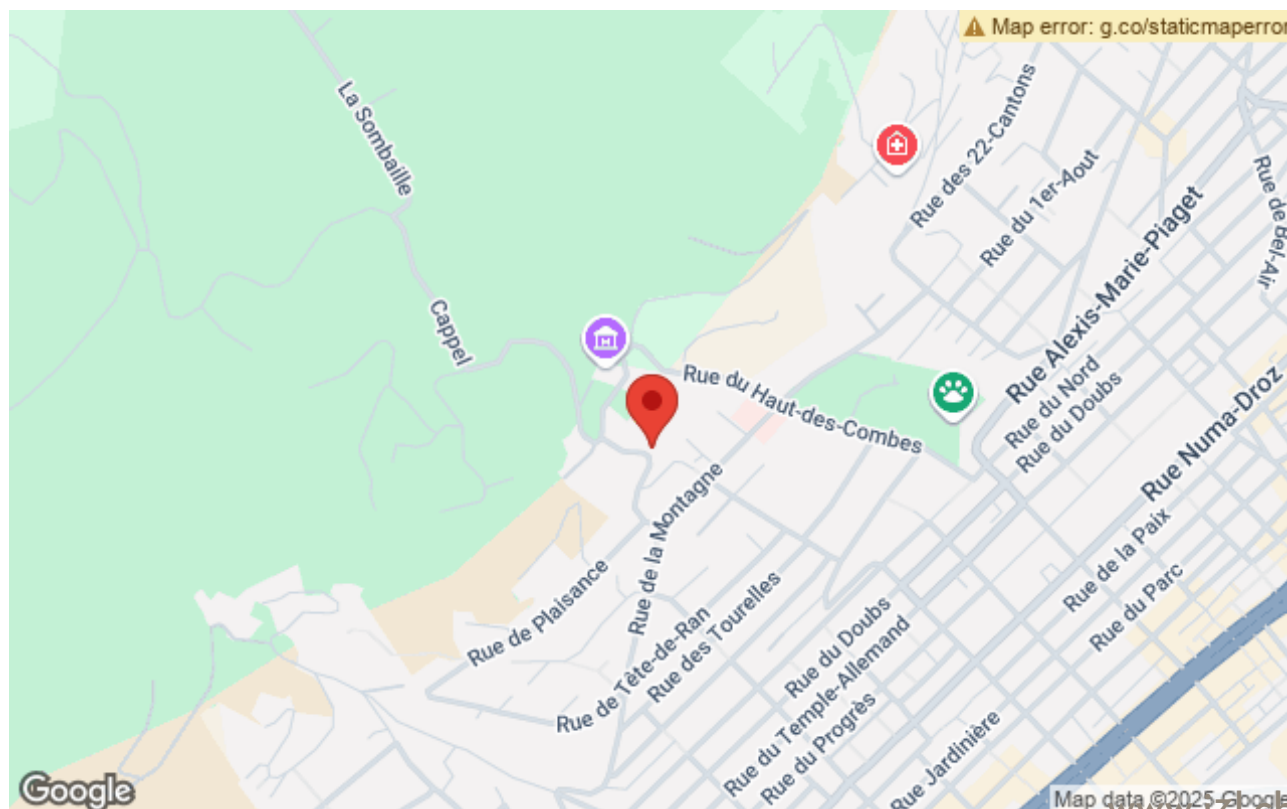 Map error: g.co/staticmaperror
La Sombaille
Rue des 22-Cantons
Rue du 1er-Aout
Rue de Bel-Air
Rue Alexis-Marie-Piaget
Cappel
Rue du Haut-des-Combes
Rue du Nord
Rue du Doubs
Rue Numa-Droz
Rue de la Montagne
Rue de la Paix
Rue du Parc
Rue de Plaisance
Rue de Tête-de-Ran
Rue des Tourelles
Rue du Doubs
Rue du Temple-Allemand
Rue du Progrès
Rue Jardinière
Google
Map data ©2025 Google